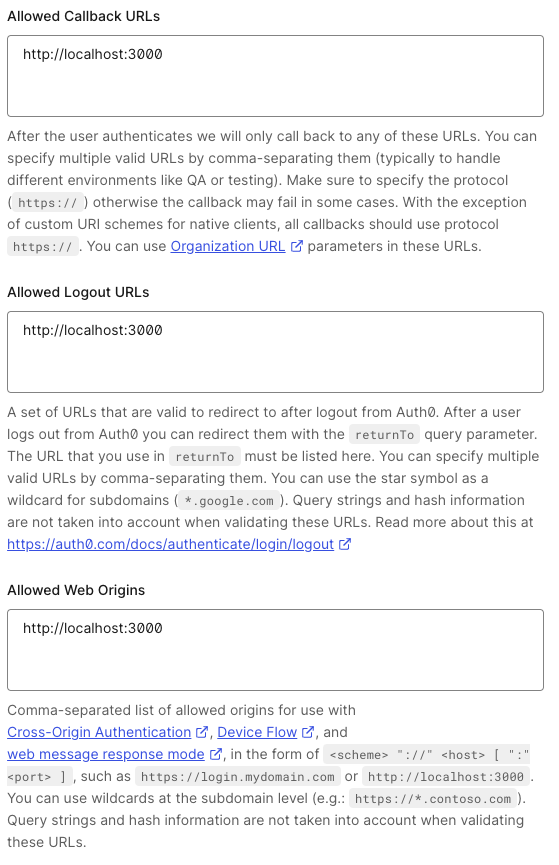 Allowed Callback URLs
http://localhost:3000
After the user authenticates we will only call back to any of these URLs. You can
specify multiple valid URLs by comma-separating them (typically to handle
different environments like QA or testing). Make sure to specify the protocol
( https:// ) otherwise the callback may fail in some cases. With the exception
of custom URI schemes for native clients, all callbacks should use protocol
https:// . You can use Organization URL parameters in these URLs.
Allowed Logout URLs
http://localhost:3000
A set of URLs that are valid to redirect to after logout from Auth0. After a user
logs out from Auth0 you can redirect them with the returnTo query parameter.
The URL that you use in returnTo must be listed here. You can specify multiple
valid URLs by comma-separating them. You can use the star symbol as a
wildcard for subdomains ( *.google.com ). Query strings and hash information
are not taken into account when validating these URLs. Read more about this at
https://auth0.com/docs/authenticate/login/logout
Allowed Web Origins
http://localhost:3000
Comma-separated list of allowed origins for use with
Cross-Origin Authentication , Device Flow , and
web message response mode , in the form of <scheme> "://" <host> [ ":"
<port> ] , such as https://login.mydomain.com or http://localhost:3000 .
You can use wildcards at the subdomain level (e.g.: https://*.contoso.com ).
Query strings and hash information are not taken into account when validating
these URLs.